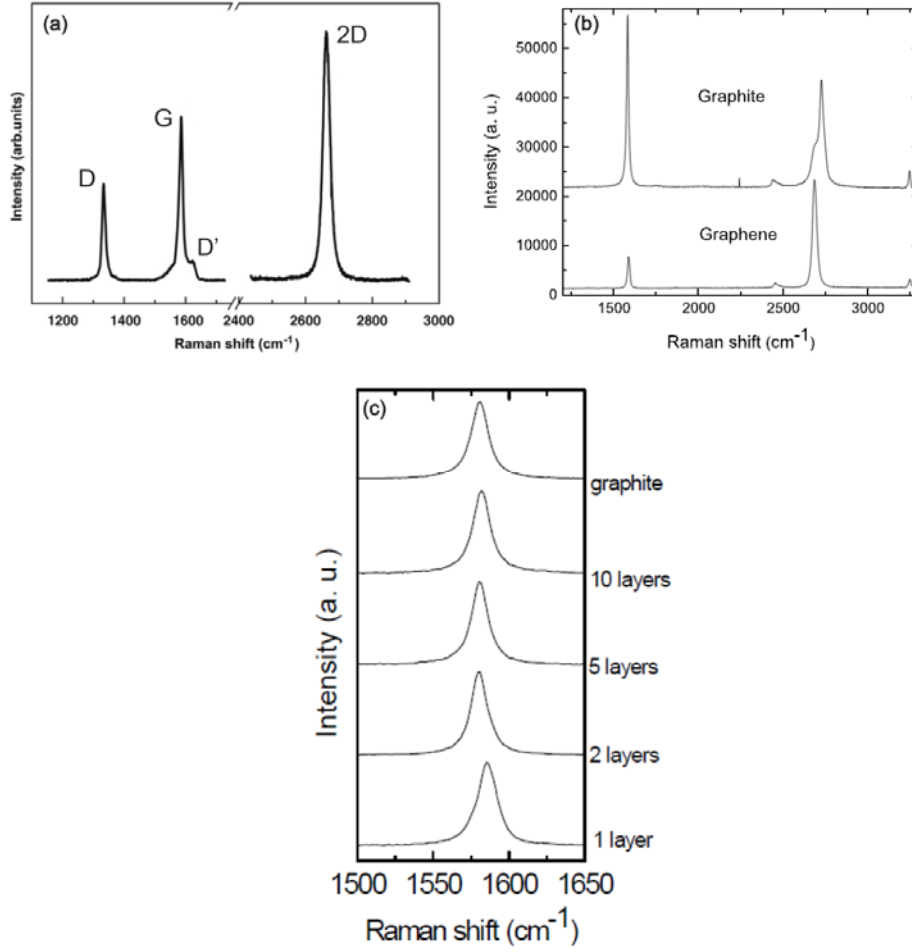 (a)
2D
G
D
D'
Intensity (arb.units)
1200 1400 1600 2400 2600 2800 3000
Raman shift (cm-1)
(b)
50000
40000
30000
20000
10000
0
Graphite
Graphene
Intensity (a. u.)
1500 2000 2500 3000
Raman shift (cm-1)
(c)
graphite
10 layers
5 layers
2 layers
1 layer
Intensity (a. u.)
1500 1550 1600 1650
Raman shift (cm-1)